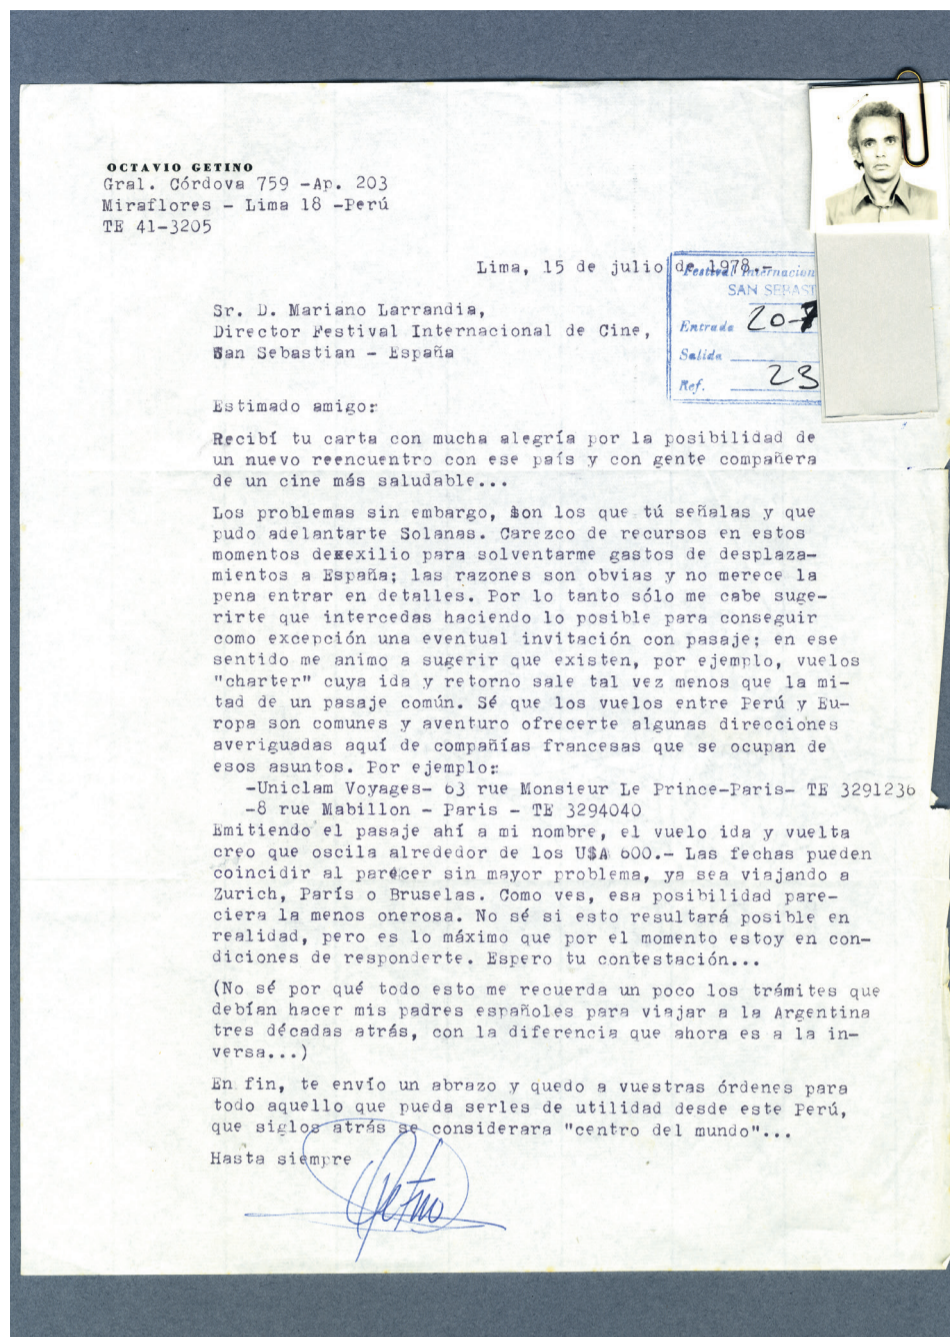 OCTAVIO GETINO
Gral. Córdova 759 -Ap. 203
Miraflores - Lima 18 -Perú
TE 41-3205
Lima, 15 de julio de 1978.-
Festival Internacion
SAN SEBAST
Entrada 20-7
Salida
Ref. 23
Sr. D. Mariano Larrandia,
Director Festival Internacional de Cine,
San Sebastian - España
Estimado amigo:
Recibí tu carta con mucha alegría por la posibilidad de
un nuevo reencuentro con ese país y con gente compañera
de un cine más saludable...
Los problemas sin embargo, son los que tú señalas y que
pudo adelantarte Solanas. Carezco de recursos en estos
momentos de exilio para solventarme gastos de desplaza-
mientos a España; las razones son obvias y no merece la
pena entrar en detalles. Por lo tanto sólo me cabe suge-
rirte que intercedas haciendo lo posible para conseguir
como excepción una eventual invitación con pasaje; en ese
sentido me animo a sugerir que existen, por ejemplo, vuelos
"charter" cuya ida y retorno sale tal vez menos que la mi-
tad de un pasaje común. Sé que los vuelos entre Perú y Eu-
ropa son comunes y aventuro ofrecerte algunas direcciones
averiguadas aquí de compañías francesas que se ocupan de
esos asuntos. Por ejemplo:
-Uniclam Voyages- 63 rue Monsieur Le Prince-Paris- TE 3291236
-8 rue Mabillon - Paris - TE 3294040
Emitiendo el pasaje ahí a mi nombre, el vuelo ida y vuelta
creo que oscila alrededor de los U$A 600.- Las fechas pueden
coincidir al parecer sin mayor problema, ya sea viajando a
Zurich, París o Bruselas. Como ves, esa posibilidad pare-
ciera la menos onerosa. No sé si esto resultará posible en
realidad, pero es lo máximo que por el momento estoy en con-
diciones de responderte. Espero tu contestación...
(No sé por qué todo esto me recuerda un poco los trámites que
debían hacer mis padres españoles para viajar a la Argentina
tres décadas atrás, con la diferencia que ahora es a la in-
versa...)
En fin, te envío un abrazo y quedo a vuestras órdenes para
todo aquello que pueda serles de utilidad desde este Perú,
que siglos atrás se considerara "centro del mundo"...
Hasta siempre
Getino